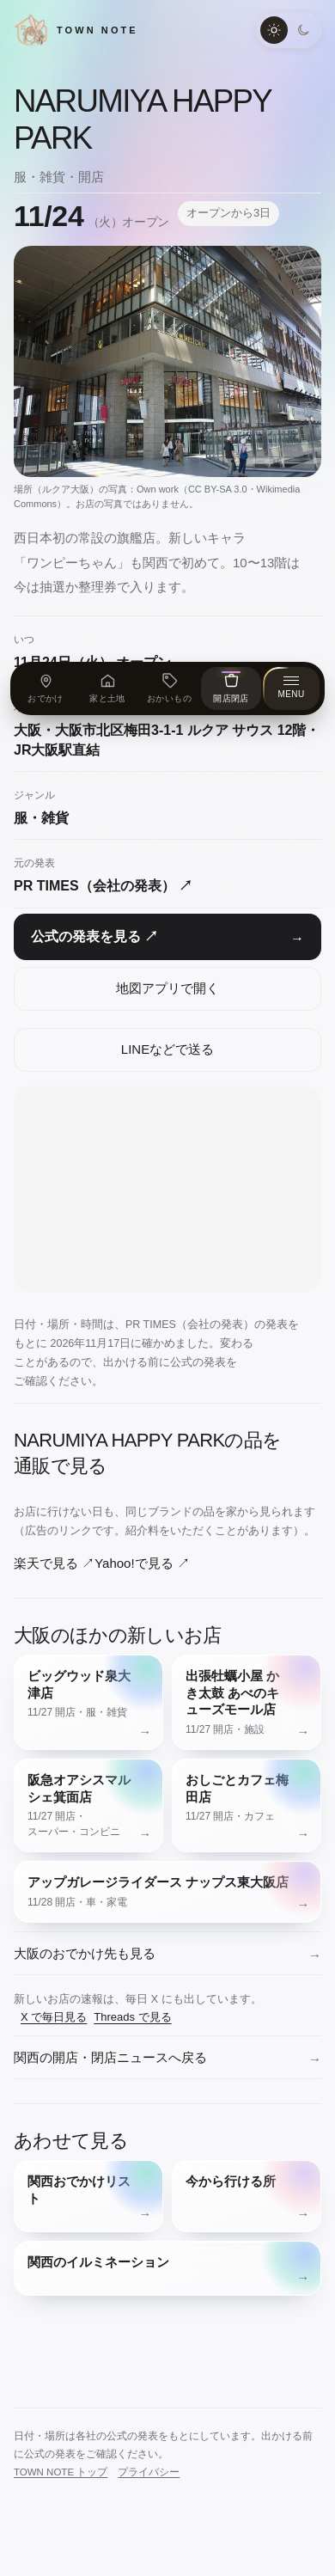 TOWN NOTE
NARUMIYA HAPPY
PARK
服・雑貨・開店
11/24（火）オープン オープンから3日
場所（ルクア大阪）の写真：Own work（CC BY-SA 3.0・Wikimedia
Commons）。お店の写真ではありません。
西日本初の常設の旗艦店。新しいキャラ
「ワンピーちゃん」も関西で初めて。10〜13階は
今は抽選か整理券で入ります。
いつ
11月24日（火） オープン
おでかけ
家と土地
おかいもの
開店閉店
MENU
大阪・大阪市北区梅田3-1-1 ルクア サウス 12階・
JR大阪駅直結
ジャンル
服・雑貨
元の発表
PR TIMES（会社の発表） ↗
公式の発表を見る ↗ →
地図アプリで開く
LINEなどで送る
日付・場所・時間は、PR TIMES（会社の発表）の発表を
もとに 2026年11月17日に確かめました。変わる
ことがあるので、出かける前に公式の発表を
ご確認ください。
NARUMIYA HAPPY PARKの品を
通販で見る
お店に行けない日も、同じブランドの品を家から見られます
（広告のリンクです。紹介料をいただくことがあります）。
楽天で見る ↗Yahoo!で見る ↗
大阪のほかの新しいお店
ビッグウッド泉大
津店
11/27 開店・服・雑貨
→
出張牡蠣小屋 か
き太鼓 あべのキ
ューズモール店
11/27 開店・施設
→
阪急オアシスマル
シェ箕面店
11/27 開店・
スーパー・コンビニ
→
おしごとカフェ梅
田店
11/27 開店・カフェ
→
アップガレージライダース ナップス東大阪店
11/28 開店・車・家電
→
大阪のおでかけ先も見る →
新しいお店の速報は、毎日 X にも出しています。
X で毎日見る Threads で見る
関西の開店・閉店ニュースへ戻る →
あわせて見る
関西おでかけリス
ト
→
今から行ける所
→
関西のイルミネーション
→
日付・場所は各社の公式の発表をもとにしています。出かける前
に公式の発表をご確認ください。
TOWN NOTE トップ プライバシー